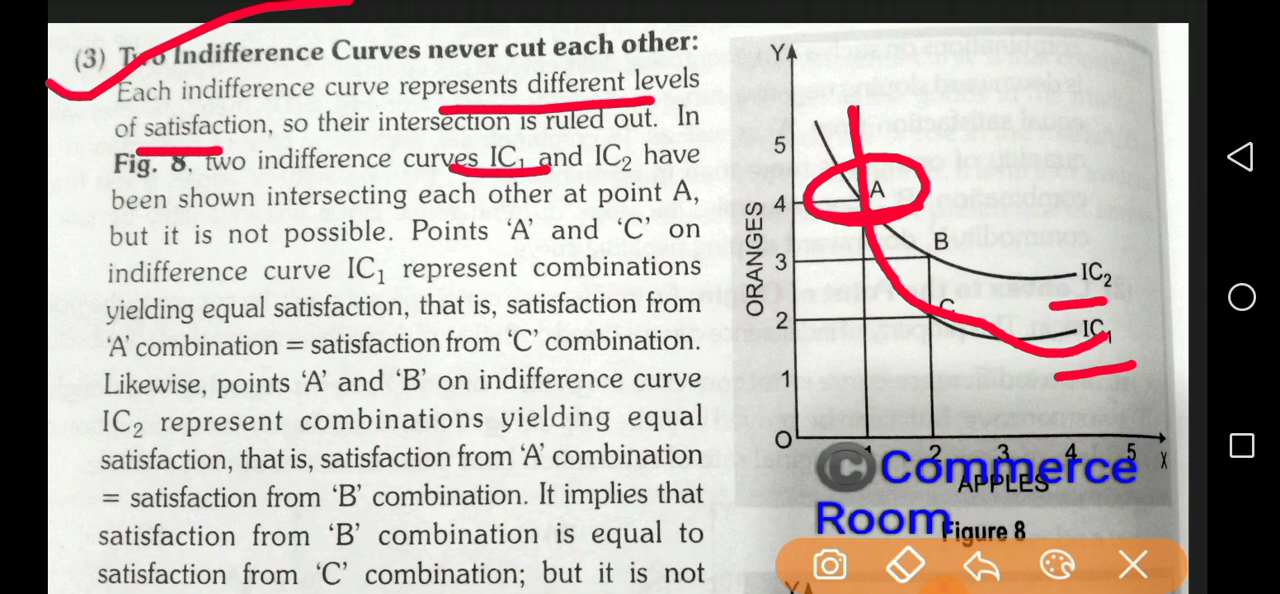 (3) Two Indifference Curves never cut each other:
Each indifference curve represents different levels
of satisfaction, so their intersection is ruled out. In
Fig. 8, two indifference curves IC₁ and IC₂ have
been shown intersecting each other at point A,
but it is not possible. Points ‘A’ and ‘C’ on
indifference curve IC₁ represent combinations
yielding equal satisfaction, that is, satisfaction from
‘A’ combination = satisfaction from ‘C’ combination.
Likewise, points ‘A’ and ‘B’ on indifference curve
IC₂ represent combinations yielding equal
satisfaction, that is, satisfaction from ‘A’ combination
= satisfaction from ‘B’ combination. It implies that
satisfaction from ‘B’ combination is equal to
satisfaction from ‘C’ combination; but it is not
Y
5
4
3
2
1
O
ORANGES
A
B
C
IC₂
IC₁
1 2 3 4 5 X
APPLES
© Commerce
Room
Figure 8
Y